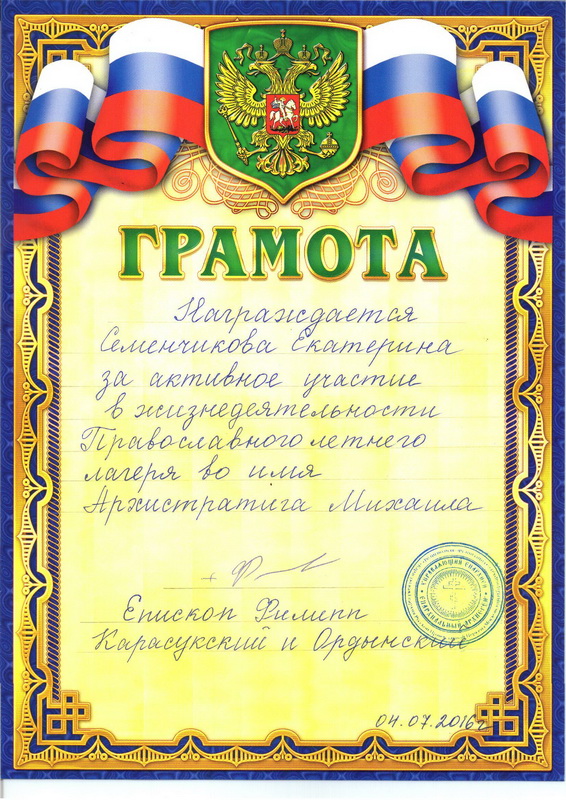 ГРАМОТА
Награждается
Семенчикова Екатерина
за активное участие
в жизнедеятельности
Православного летнего
лагеря во имя
Архистратига Михаила
Епископ Филипп
Карасукский и Ордынский
04.07.2016г